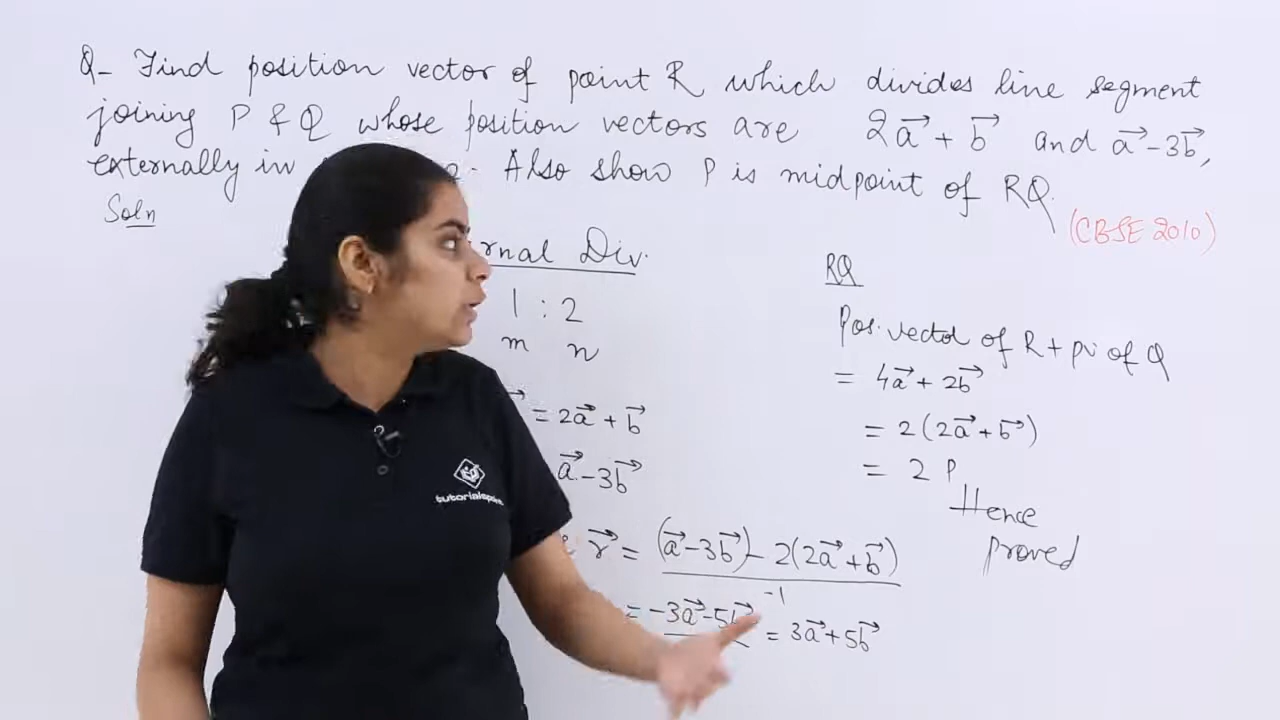 Q- Find position vector of point R which divides line segment
joining P & Q whose position vectors are 2a⃗ + b⃗ and a⃗ - 3b⃗,
externally in Also show P is midpoint of RQ.
Soln
(CBSE 2010)
rnal Div.
1 : 2
m n
= 2a⃗ + b⃗
a⃗ - 3b⃗
r⃗ = (a⃗ - 3b⃗) - 2(2a⃗ + b⃗)
-1
= -3a⃗ - 5b⃗ = 3a⃗ + 5b⃗
RQ
Pos. vector of R + pv of Q
= 4a⃗ + 2b⃗
= 2(2a⃗ + b⃗)
= 2 P
Hence
proved
tutorialspoint